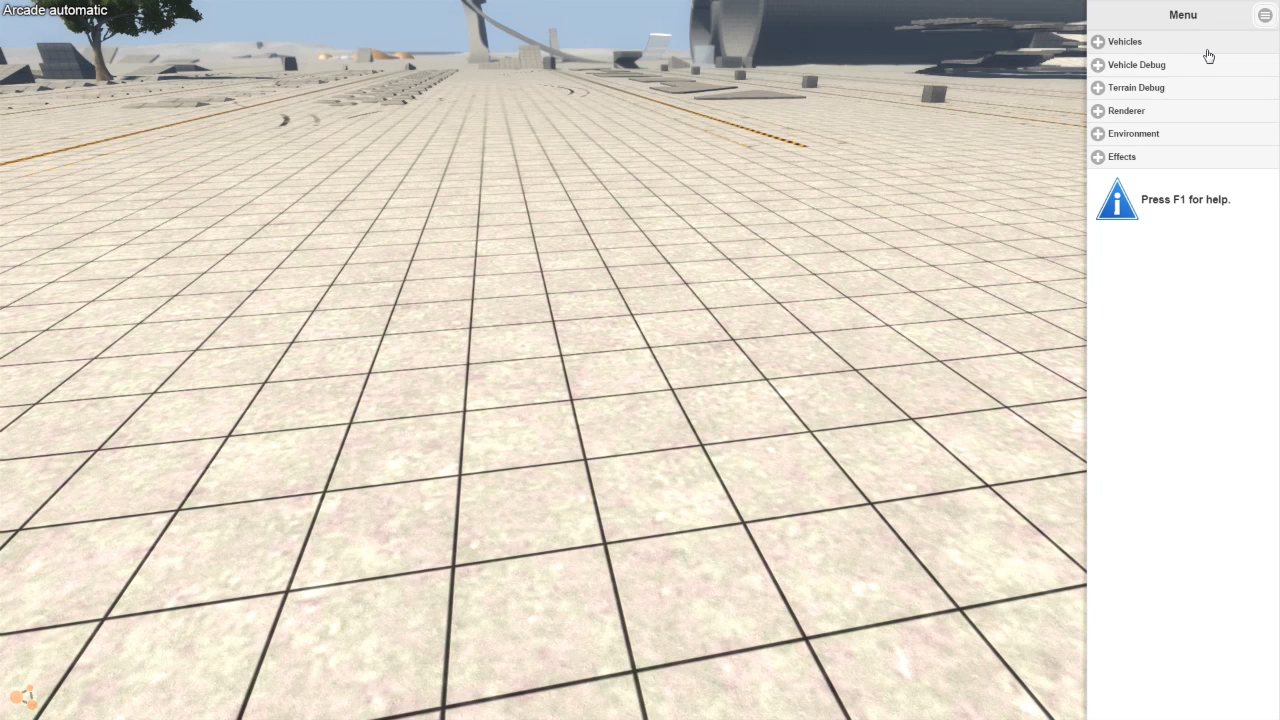 Arcade automatic
Menu
Vehicles
Vehicle Debug
Terrain Debug
Renderer
Environment
Effects
Press F1 for help.